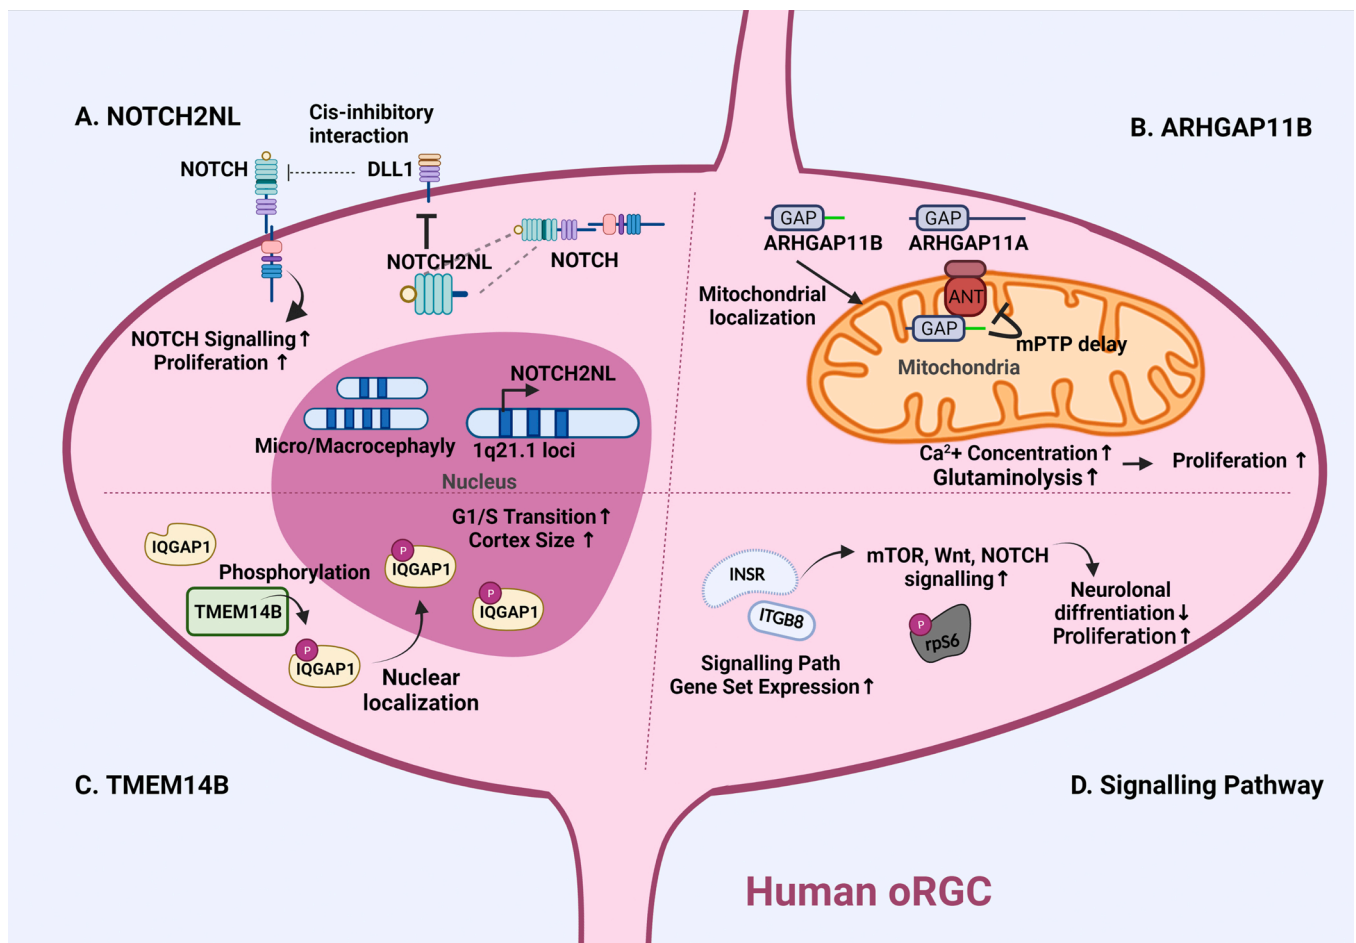 A. NOTCH2NL
Cis-inhibitory
interaction
NOTCH
DLL1
NOTCH2NL
NOTCH
NOTCH Signalling↑
Proliferation ↑
NOTCH2NL
Micro/Macrocephayly
1q21.1 loci
Nucleus
B. ARHGAP11B
GAP
ARHGAP11B
GAP
ARHGAP11A
Mitochondrial
localization
ANT
GAP
mPTP delay
Mitochondria
Ca²+ Concentration↑
Glutaminolysis↑
Proliferation ↑
G1/S Transition↑
Cortex Size ↑
IQGAP1
Phosphorylation
TMEM14B
P
IQGAP1
P
IQGAP1
P
IQGAP1
Nuclear
localization
C. TMEM14B
INSR
ITGB8
Signalling Path
Gene Set Expression↑
mTOR, Wnt, NOTCH
signalling↑
P
rpS6
Neurolonal
diffrentiation↓
Proliferation↑
D. Signalling Pathway
Human oRGC